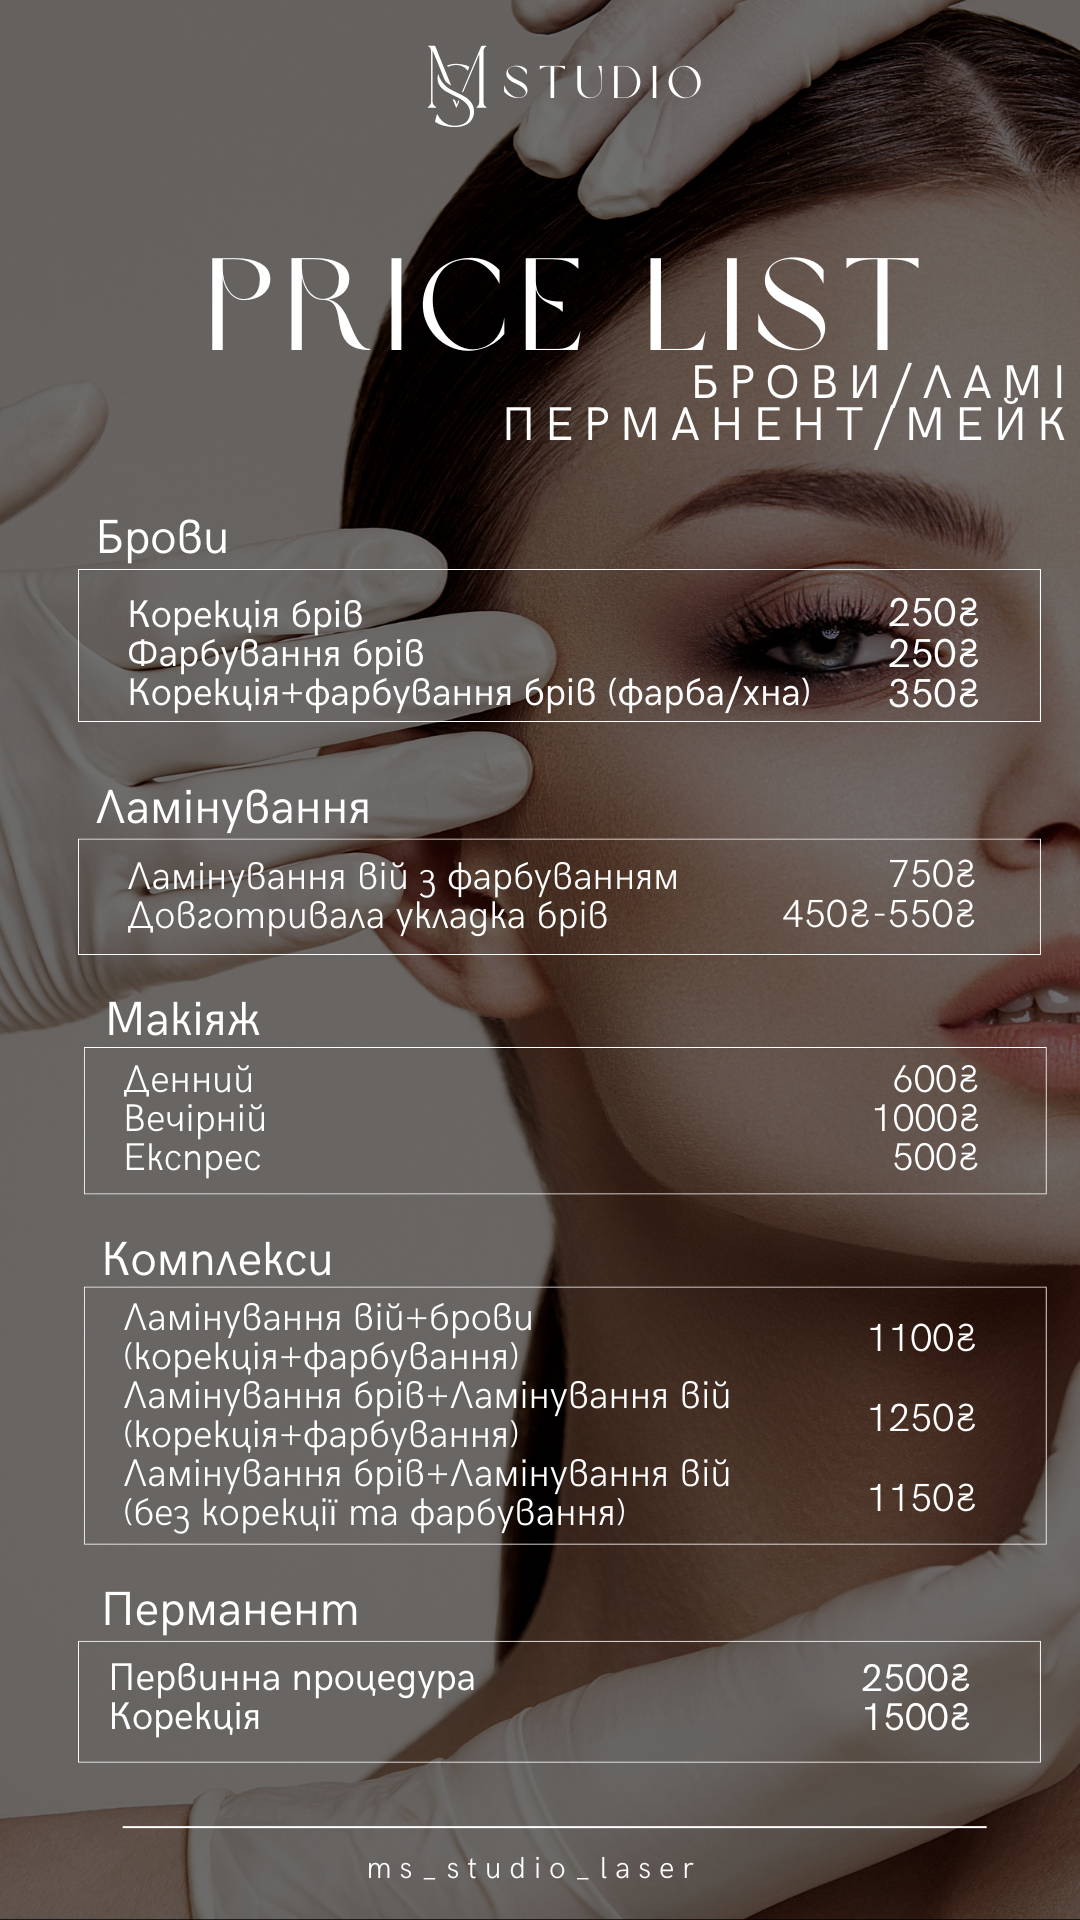 MS STUDIO
PRICE LIST
БРОВИ/ЛАМІ
ПЕРМАНЕНТ/МЕЙК
Брови
Корекція брів 250₴
Фарбування брів 250₴
Корекція+фарбування брів (фарба/хна) 350₴
Ламінування
Ламінування вій з фарбуванням 750₴
Довготривала укладка брів 450₴-550₴
Макіяж
Денний 600₴
Вечірній 1000₴
Експрес 500₴
Комплекси
Ламінування вій+брови
(корекція+фарбування) 1100₴
Ламінування брів+Ламінування вій
(корекція+фарбування) 1250₴
Ламінування брів+Ламінування вій
(без корекції та фарбування) 1150₴
Перманент
Первинна процедура 2500₴
Корекція 1500₴
ms_studio_laser